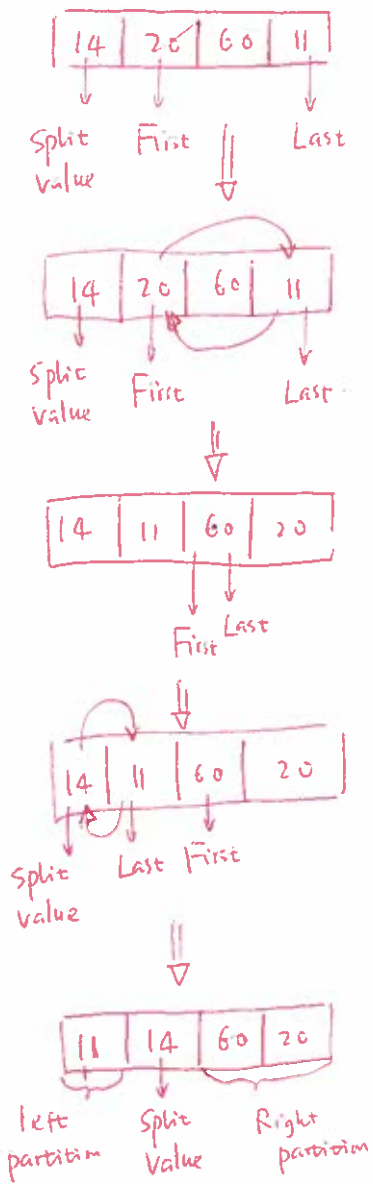 14 20 60 11
Split First Last
value
14 20 60 11
Split First Last
value
14 11 60 20
First Last
14 11 60 20
Split Last First
value
11 14 60 20
left Split Right
partition value partition